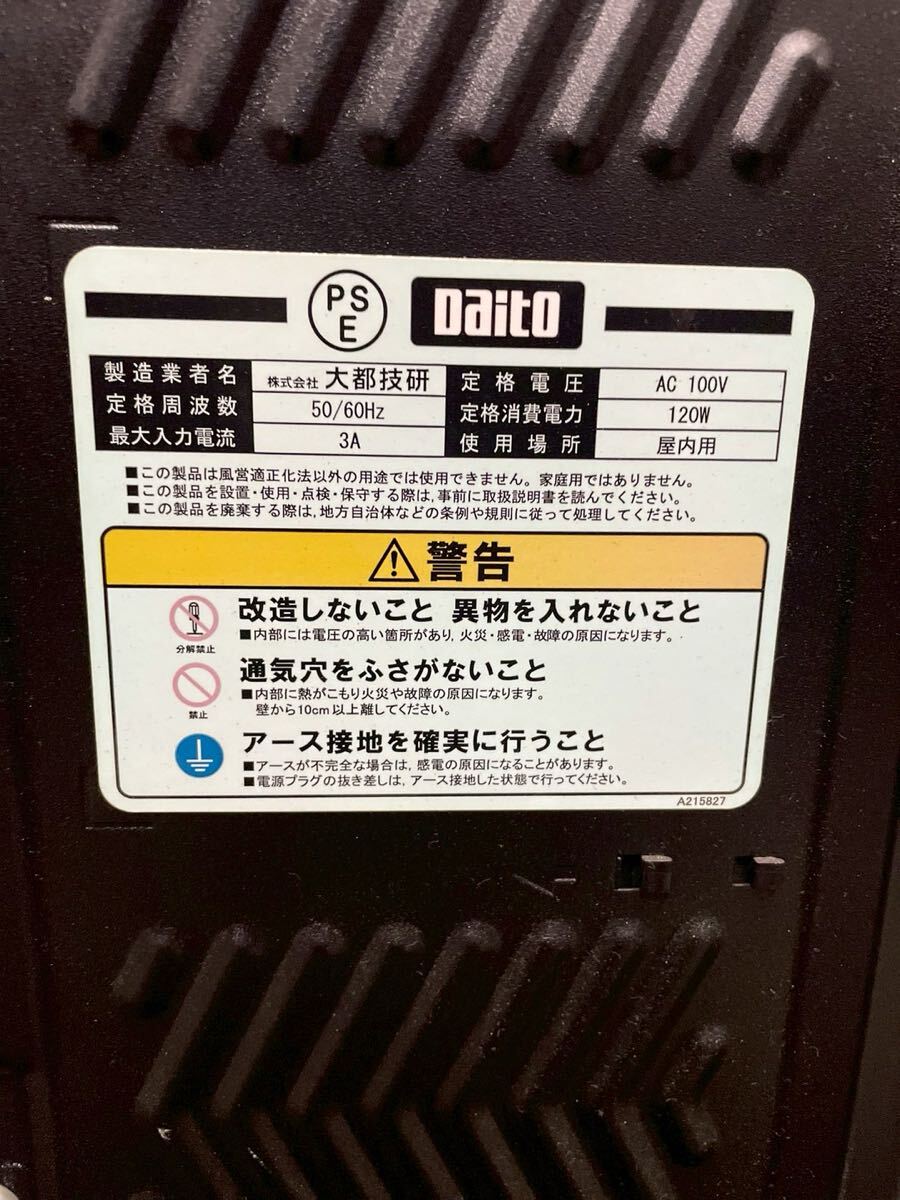 PS
E
Daito
製造業者名 株式会社 大都技研 定格電圧 AC 100V
定格周波数 50/60Hz 定格消費電力 120W
最大入力電流 3A 使用場所 屋内用
■この製品は風営適正化法以外の用途では使用できません。家庭用ではありません。
■この製品を設置・使用・点検・保守する際は,事前に取扱説明書を読んでください。
■この製品を廃棄する際は,地方自治体などの条例や規則に従って処理してください。
警告
改造しないこと 異物を入れないこと
■内部には電圧の高い箇所があり,火災・感電・故障の原因になります。
分解禁止
通気穴をふさがないこと
■内部に熱がこもり火災や故障の原因になります。
壁から10cm以上離してください。
禁止
アース接地を確実に行うこと
■アースが不完全な場合は,感電の原因になることがあります。
■電源プラグの抜き差しは,アース接地した状態で行ってください。
A215827